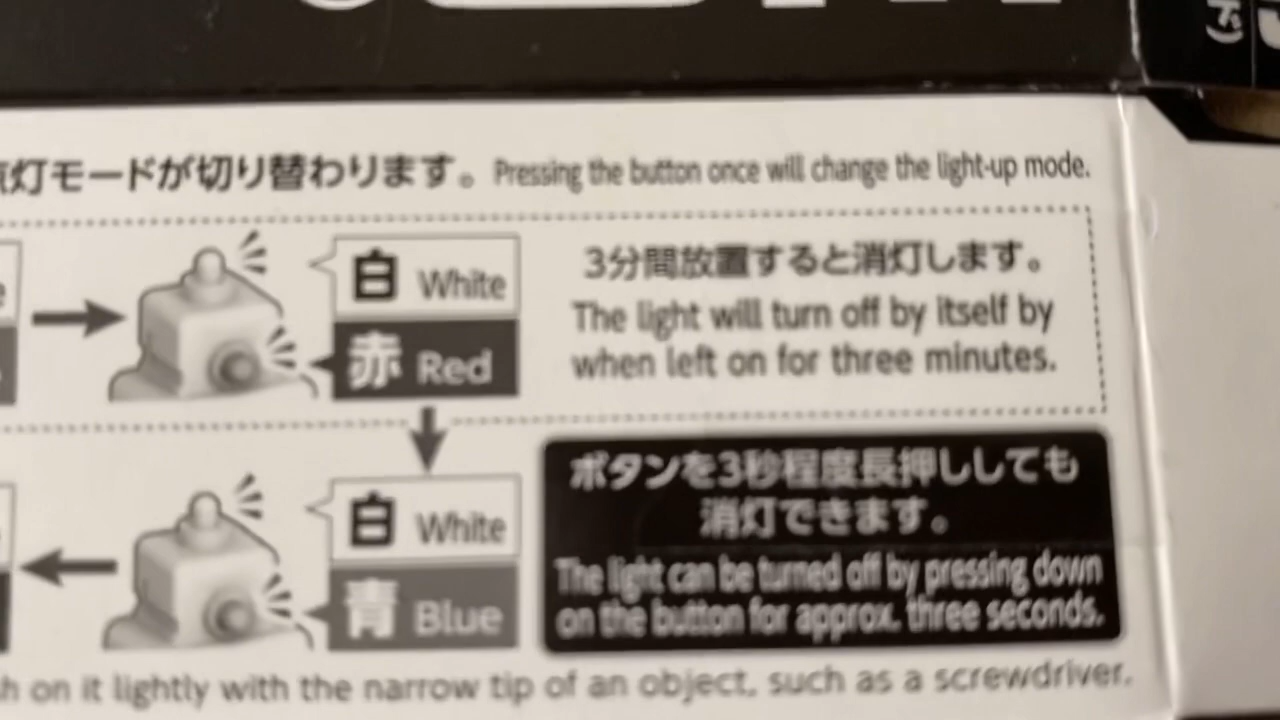 灯モードが切り替わります。Pressing the button once will change the light-up mode.
白 White
赤 Red
3分間放置すると消灯します。
The light will turn off by itself by
when left on for three minutes.
白 White
青 Blue
ボタンを3秒程度長押ししても
消灯できます。
The light can be turned off by pressing down
on the button for approx. three seconds.
on it lightly with the narrow tip of an object, such as a screwdriver.